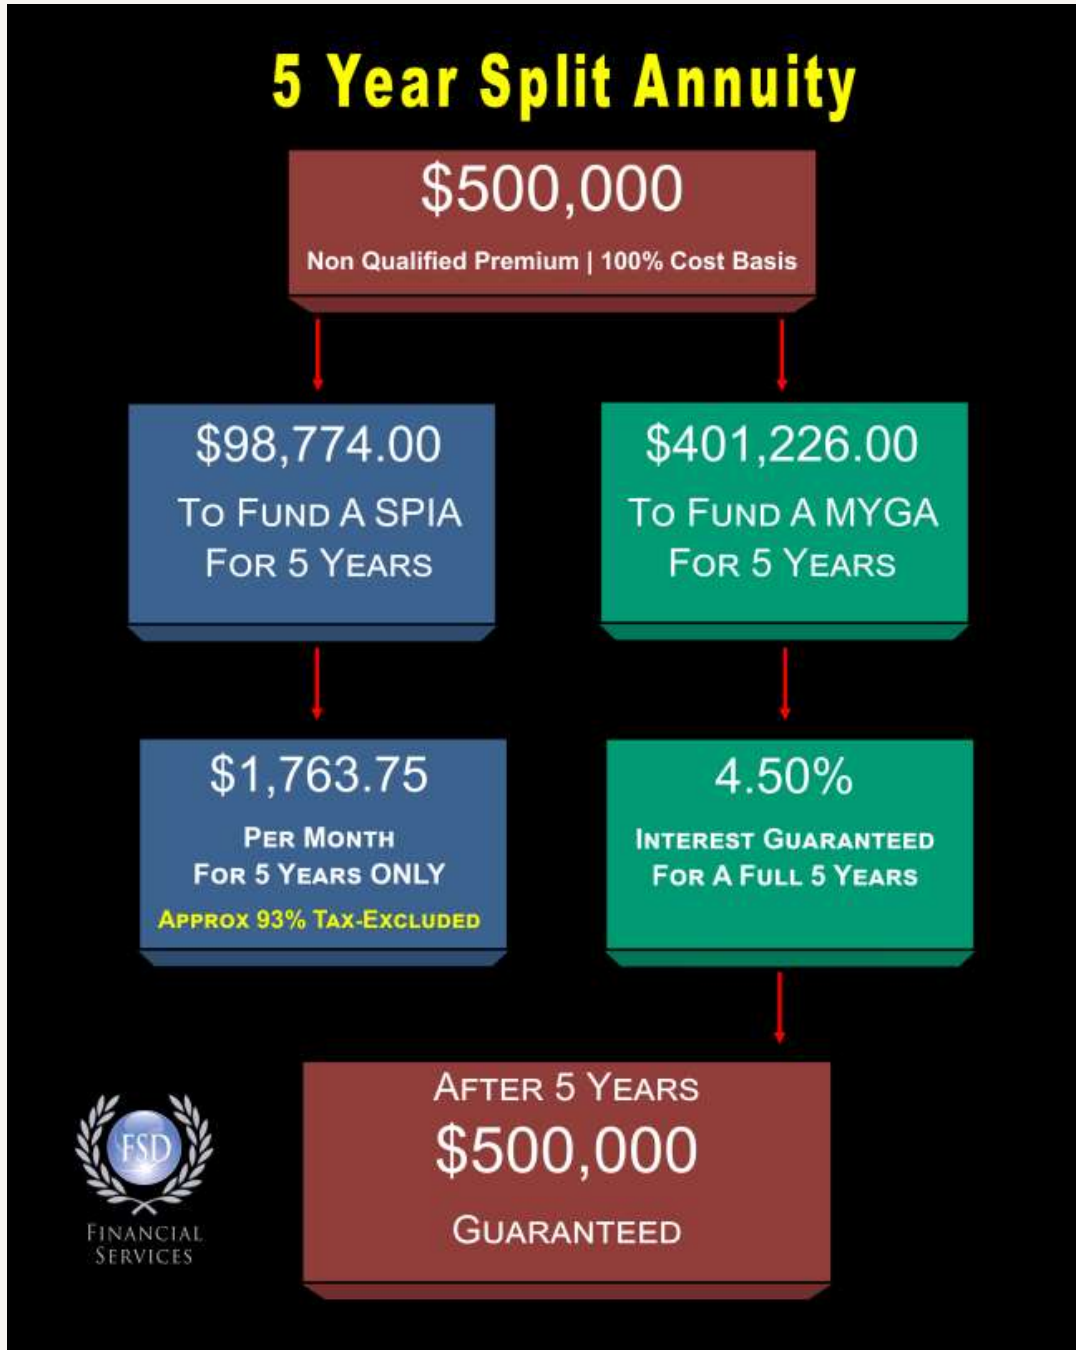 5 Year Split Annuity
$500,000
Non Qualified Premium | 100% Cost Basis
$98,774.00
To Fund A SPIA
For 5 Years
$401,226.00
To Fund A MYGA
For 5 Years
$1,763.75
Per Month
For 5 Years ONLY
Approx 93% Tax-Excluded
4.50%
Interest Guaranteed
For A Full 5 Years
After 5 Years
$500,000
Guaranteed
FSD
Financial
Services